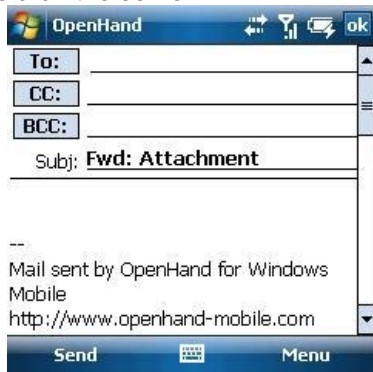 OpenHand
ok
To:
CC:
BCC:
Subj: Fwd: Attachment
--
Mail sent by OpenHand for Windows
Mobile
http://www.openhand-mobile.com
Send
Menu